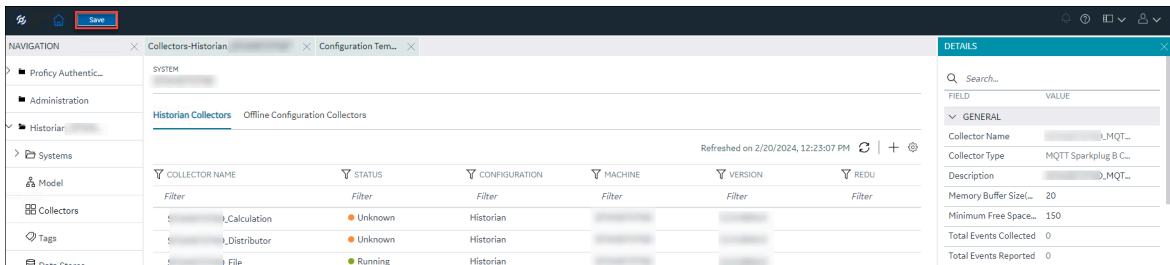 Save
NAVIGATION
Collectors-Historian
Configuration Tem...
DETAILS
Proficy Authentic...
Administration
Historian
Systems
Model
Collectors
Tags
Data Stores
SYSTEM
Historian Collectors Offline Configuration Collectors
Refreshed on 2/20/2024, 12:23:07 PM
COLLECTOR NAME STATUS CONFIGURATION MACHINE VERSION REDU
Filter Filter Filter Filter Filter Filter
_Calculation Unknown Historian
_Distributor Unknown Historian
_File Running Historian
Search...
FIELD VALUE
GENERAL
Collector Name _MQT...
Collector Type MQTT Sparkplug B C...
Description _MQT...
Memory Buffer Size(... 20
Minimum Free Space... 150
Total Events Collected 0
Total Events Reported 0